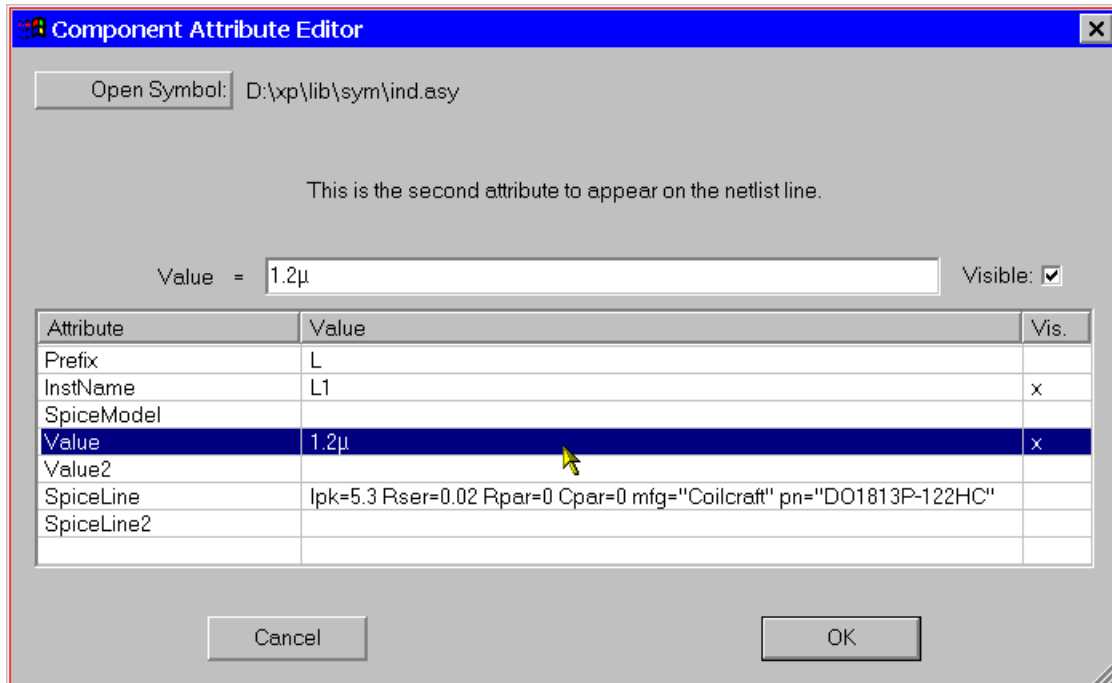 Component Attribute Editor
Open Symbol: D:\xp\lib\sym\ind.asy
This is the second attribute to appear on the netlist line.
Value = 1.2µ Visible:
Attribute Value Vis.
Prefix L
InstName L1 x
SpiceModel
Value 1.2µ x
Value2
SpiceLine Ipk=5.3 Rser=0.02 Rpar=0 Cpar=0 mfg="Coilcraft" pn="DO1813P-122HC"
SpiceLine2
Cancel OK